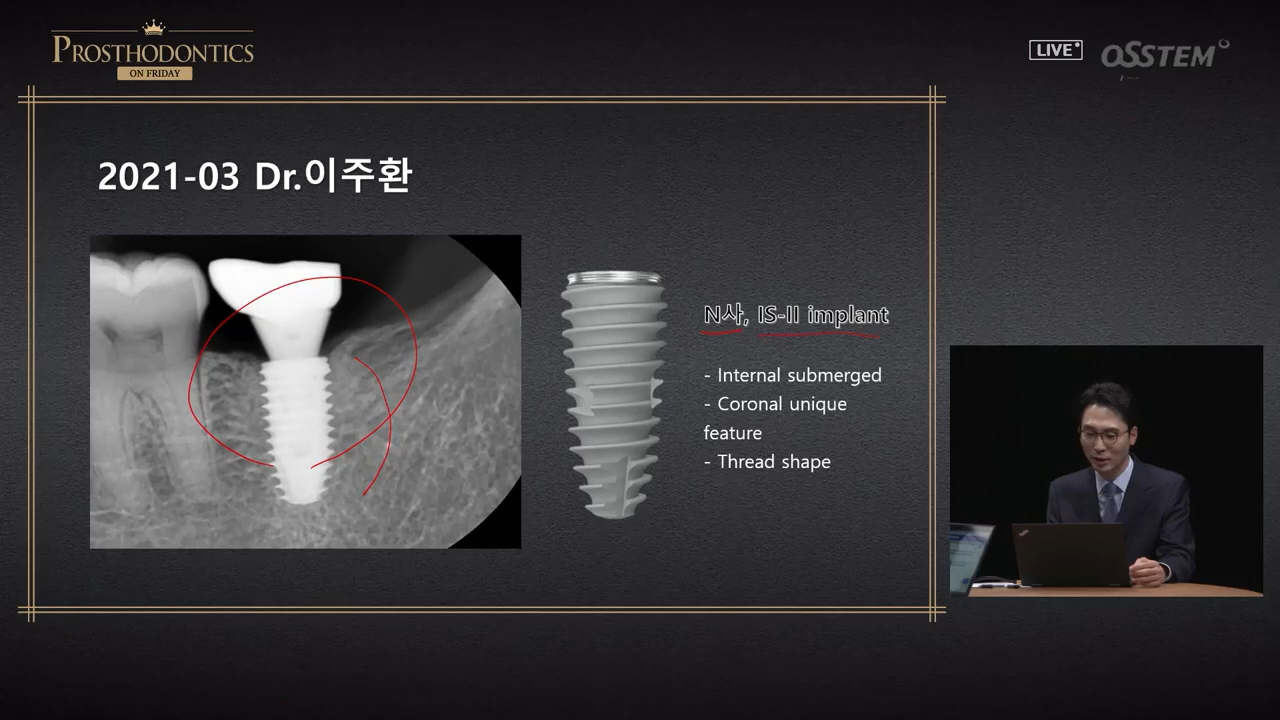 PROSTHODONTICS
ON FRIDAY
LIVE
OSSTEM
2021-03 Dr.이주환
N사, IS-II implant
- Internal submerged
- Coronal unique
feature
- Thread shape